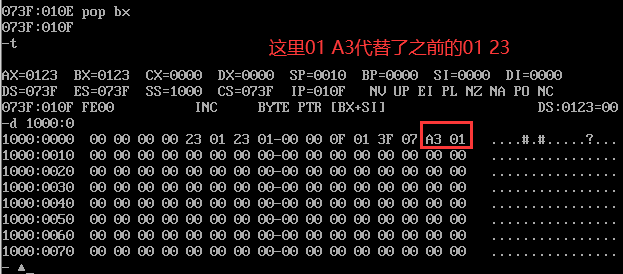 073F:010E pop bx
073F:010F
-t
这里01 A3代替了之前的01 23
AX=0123  BX=0123  CX=0000  DX=0000  SP=0010  BP=0000  SI=0000  DI=0000
DS=073F  ES=073F  SS=1000  CS=073F  IP=010F   NV UP EI PL NZ NA PO NC
073F:010F FE00          INC     BYTE PTR [BX+SI]                   DS:0123=00
-d 1000:0
1000:0000  00 00 00 00 23 01 23 01-00 00 0F 01 3F 07 A3 01   ....#.#.....?...
1000:0010  00 00 00 00 00 00 00 00-00 00 00 00 00 00 00 00   ................
1000:0020  00 00 00 00 00 00 00 00-00 00 00 00 00 00 00 00   ................
1000:0030  00 00 00 00 00 00 00 00-00 00 00 00 00 00 00 00   ................
1000:0040  00 00 00 00 00 00 00 00-00 00 00 00 00 00 00 00   ................
1000:0050  00 00 00 00 00 00 00 00-00 00 00 00 00 00 00 00   ................
1000:0060  00 00 00 00 00 00 00 00-00 00 00 00 00 00 00 00   ................
1000:0070  00 00 00 00 00 00 00 00-00 00 00 00 00 00 00 00   ................
- ▲